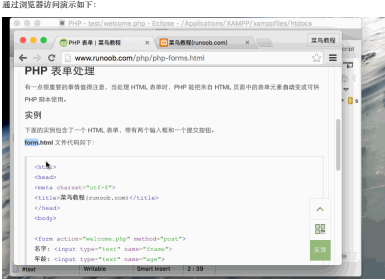 通过浏览器访问演示如下:
PHP - test/welcome.php - Eclipse - /Applications/XAMPP/xamppfiles/htdocs
PHP 表单 | 菜鸟教程 × 菜鸟教程(runoob.com) × 菜鸟教程
www.runoob.com/php/php-forms.html
PHP 表单处理
有一点很重要的事情值得注意，当处理 HTML 表单时，PHP 能把来自 HTML 页面中的表单元素自动变成可供
PHP 脚本使用。
实例
下面的实例包含了一个 HTML 表单，带有两个输入框和一个提交按钮。
form.html 文件代码如下：
<html>
<head>
<meta charset="utf-8">
<title>菜鸟教程(runoob.com)</title>
</head>
<body>
<form action="welcome.php" method="post">
名字: <input type="text" name="fname">
年龄: <input type="text" name="age">
反馈
#text Writable Smart Insert 2 : 39